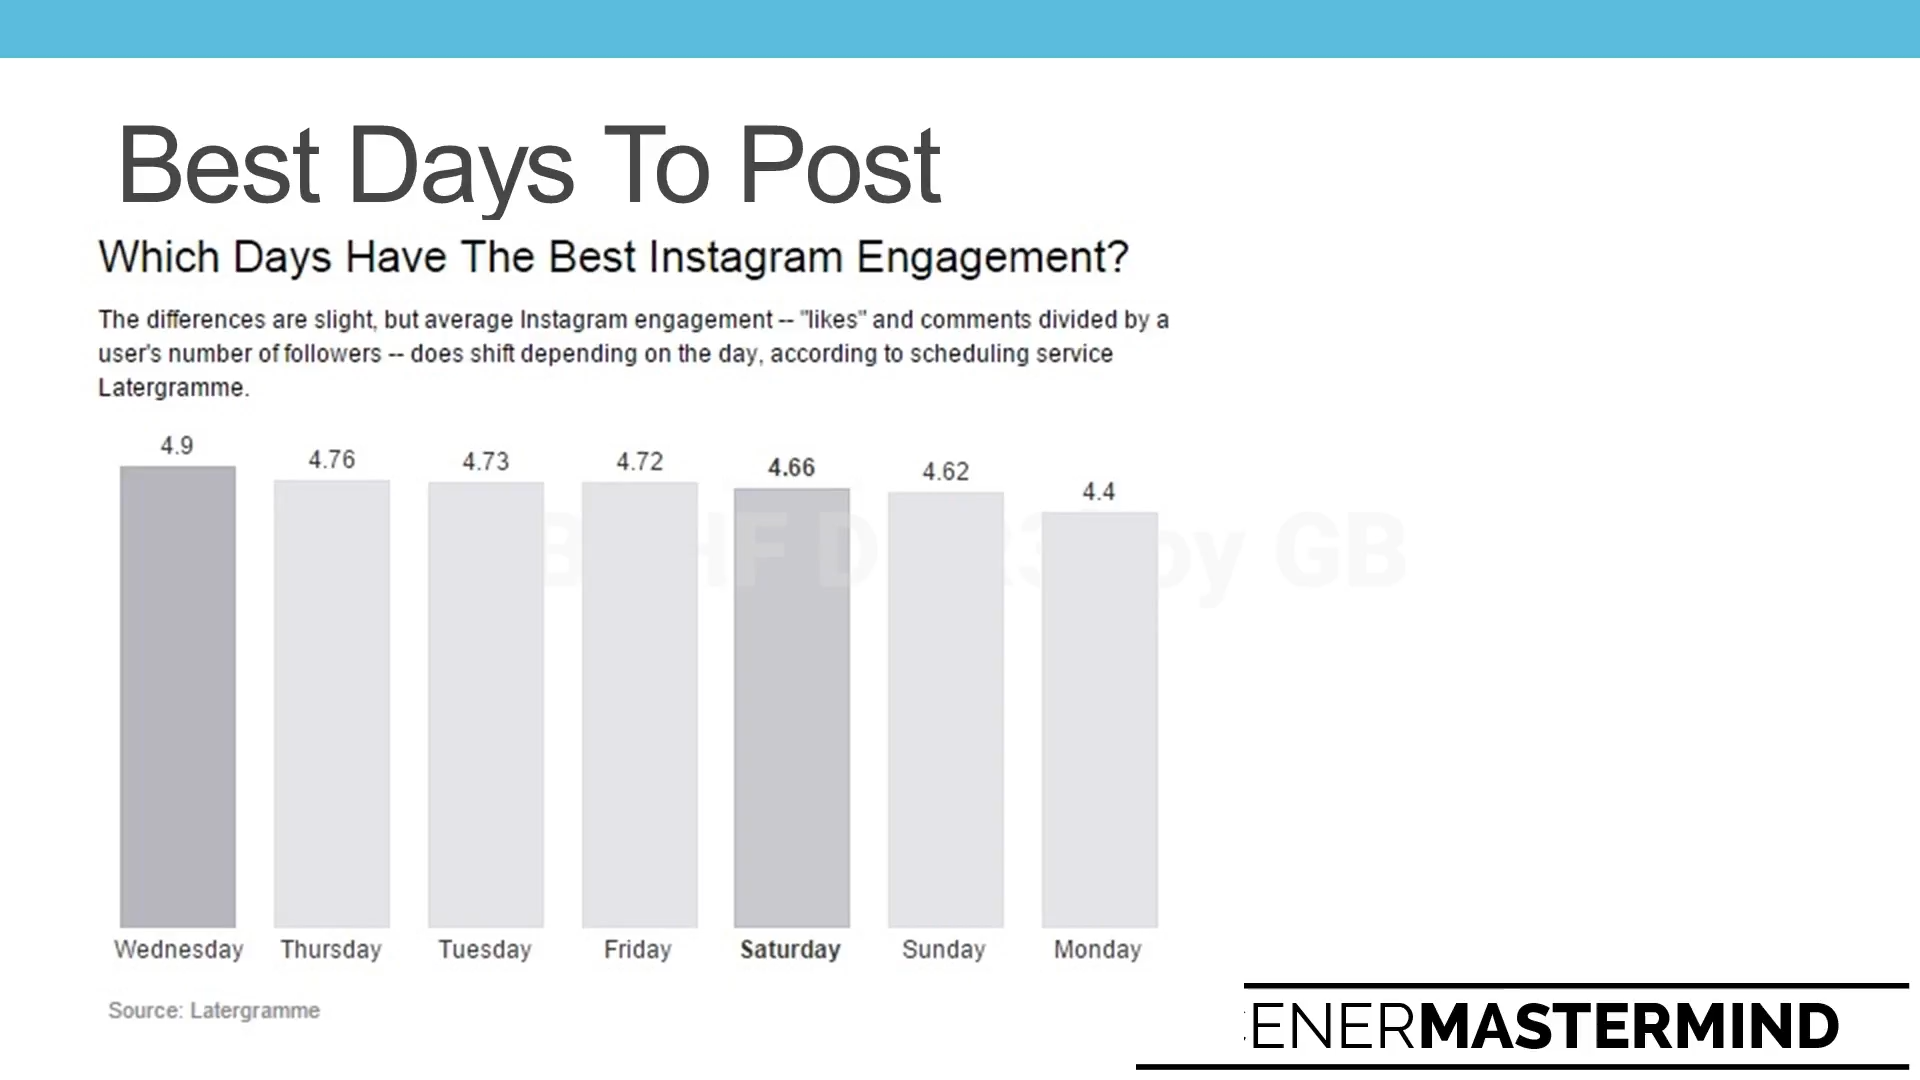 Best Days To Post
Which Days Have The Best Instagram Engagement?
The differences are slight, but average Instagram engagement -- "likes" and comments divided by a
user's number of followers -- does shift depending on the day, according to scheduling service
Latergramme.
4.9 4.76 4.73 4.72 4.66 4.62 4.4
by GB
Wednesday Thursday Tuesday Friday Saturday Sunday Monday
Source: Latergramme
ENERMASTERMIND